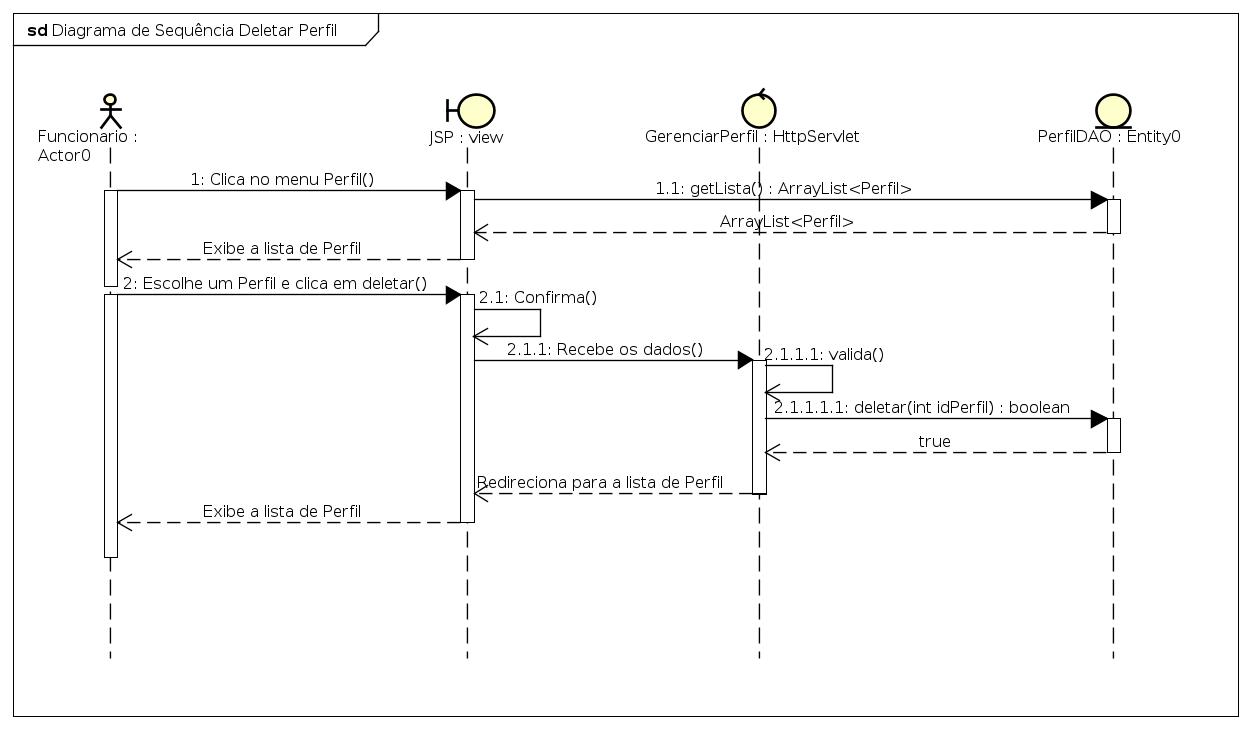 sd Diagrama de Sequência Deletar Perfil
Funcionario :
Actor0
JSP : view
GerenciarPerfil : HttpServlet
PerfilDAO : Entity0
1: Clica no menu Perfil()
1.1: getLista() : ArrayList<Perfil>
ArrayList<Perfil>
Exibe a lista de Perfil
2: Escolhe um Perfil e clica em deletar()
2.1: Confirma()
2.1.1: Recebe os dados()
2.1.1.1: valida()
2.1.1.1.1: deletar(int idPerfil) : boolean
true
Redireciona para a lista de Perfil
Exibe a lista de Perfil